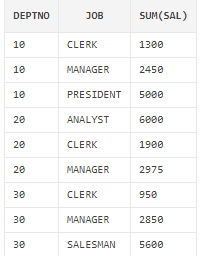 DEPTNO JOB SUM(SAL)
10 CLERK 1300
10 MANAGER 2450
10 PRESIDENT 5000
20 ANALYST 6000
20 CLERK 1900
20 MANAGER 2975
30 CLERK 950
30 MANAGER 2850
30 SALESMAN 5600